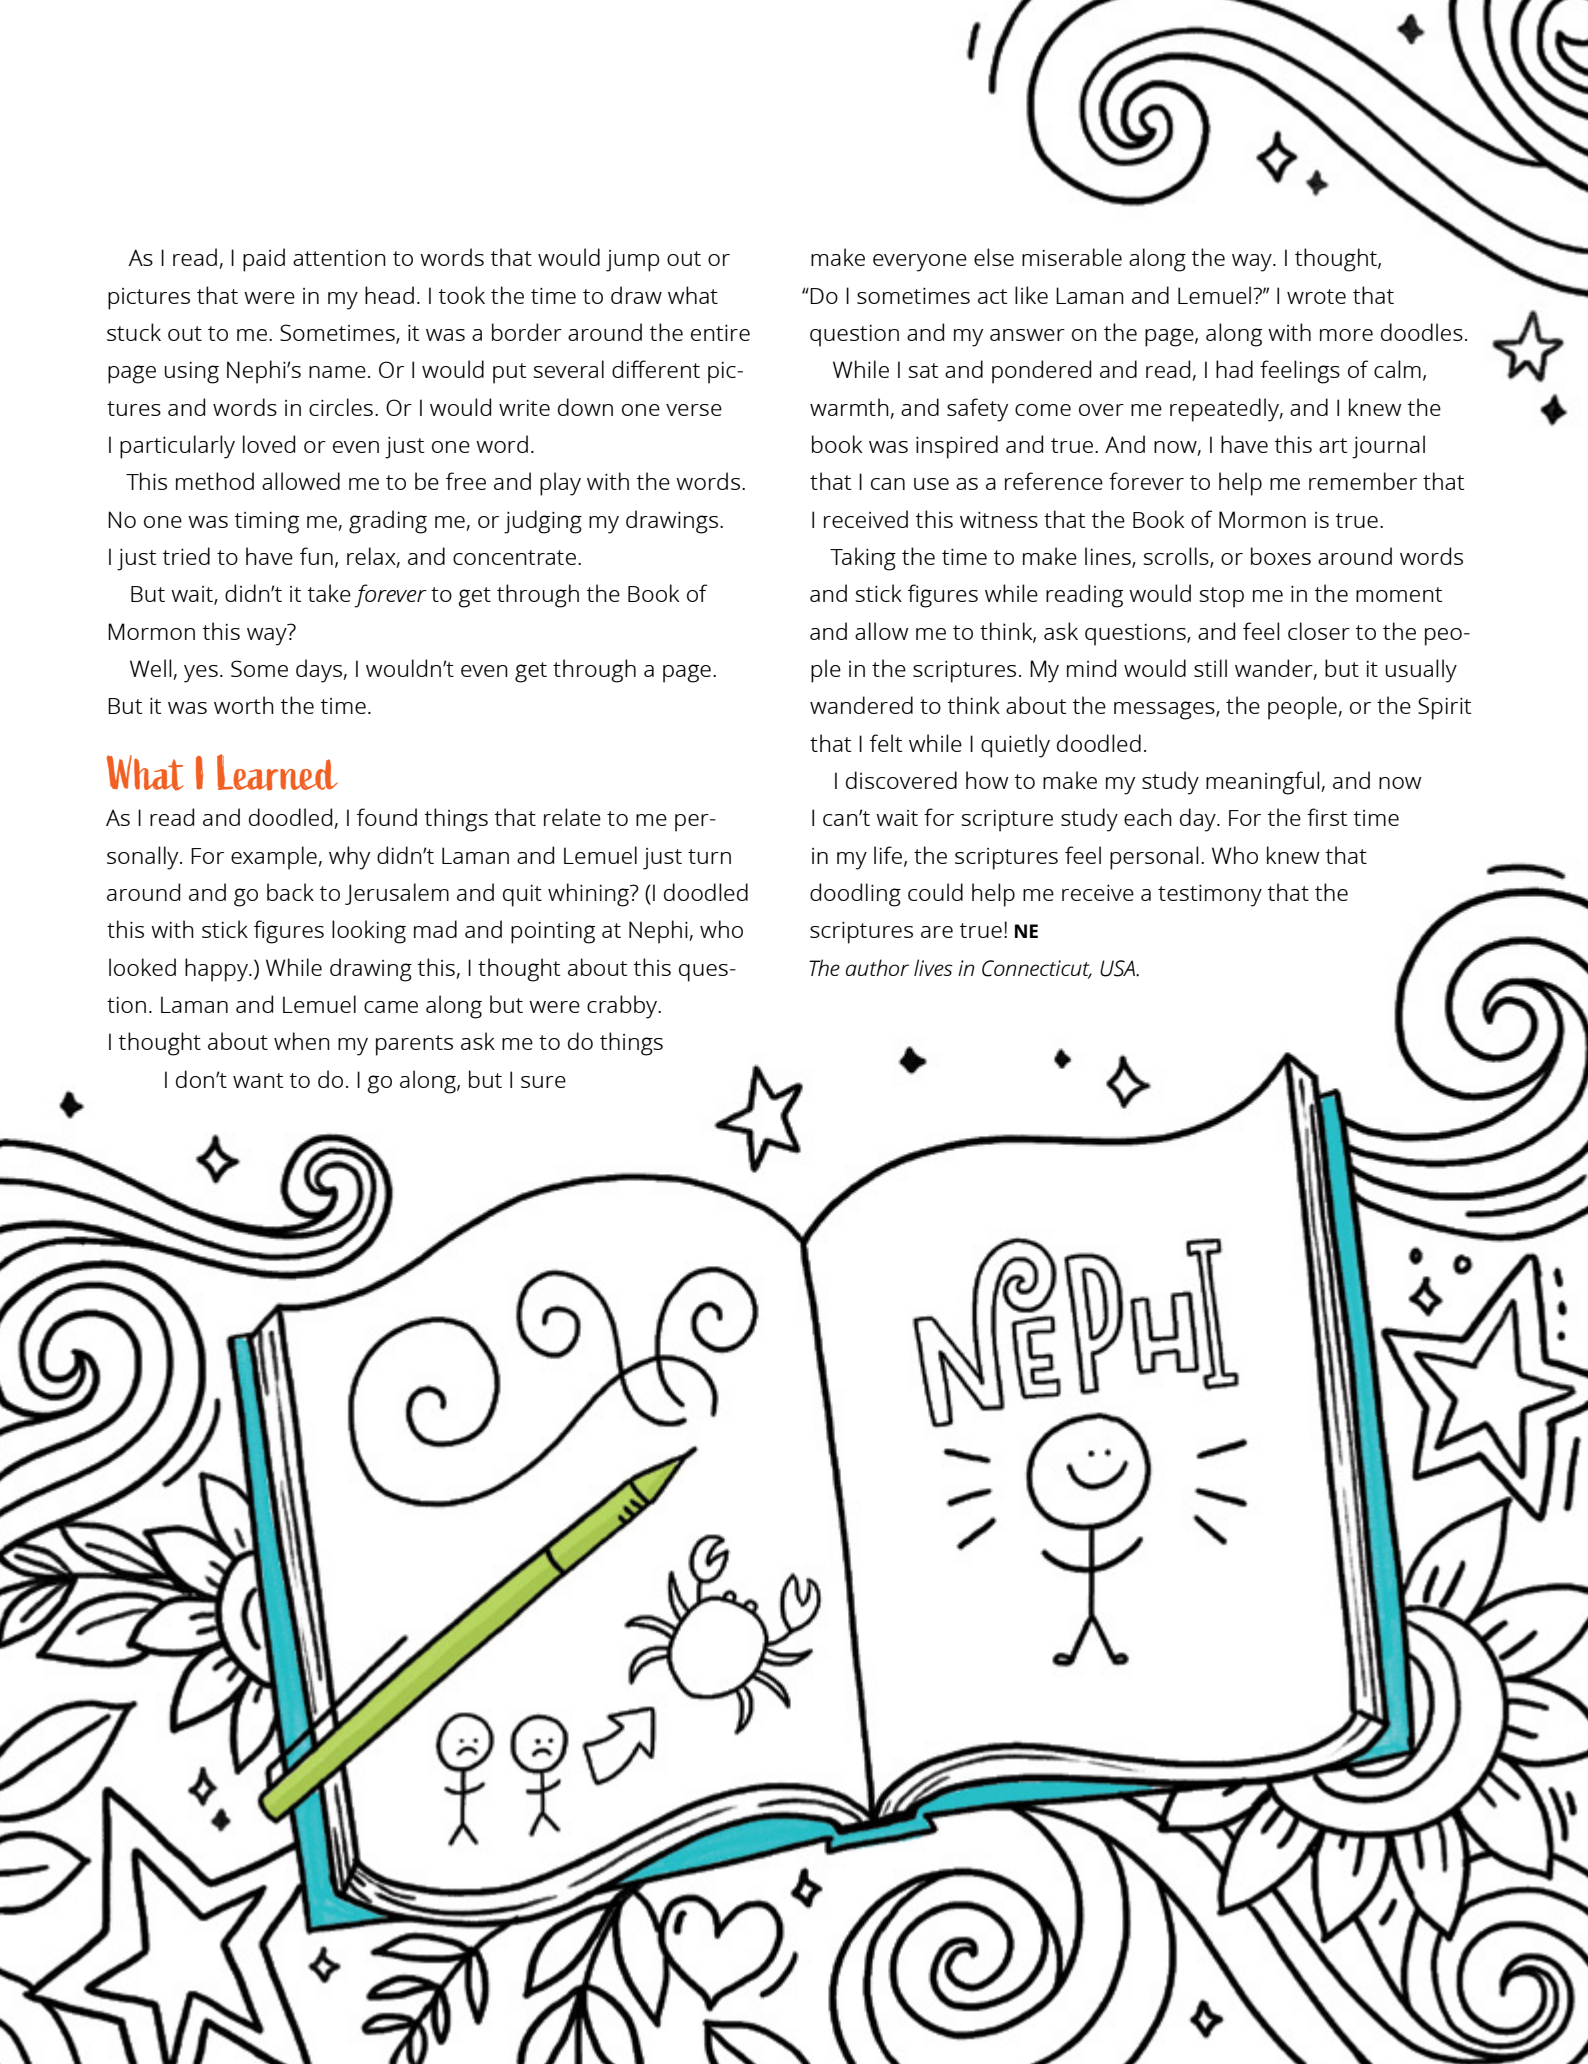 As I read, I paid attention to words that would jump out or
pictures that were in my head. I took the time to draw what
stuck out to me. Sometimes, it was a border around the entire
page using Nephi’s name. Or I would put several different pic-
tures and words in circles. Or I would write down one verse
I particularly loved or even just one word.
This method allowed me to be free and play with the words.
No one was timing me, grading me, or judging my drawings.
I just tried to have fun, relax, and concentrate.
But wait, didn’t it take forever to get through the Book of
Mormon this way?
Well, yes. Some days, I wouldn’t even get through a page.
But it was worth the time.
What I Learned
As I read and doodled, I found things that relate to me per-
sonally. For example, why didn’t Laman and Lemuel just turn
around and go back to Jerusalem and quit whining? (I doodled
this with stick figures looking mad and pointing at Nephi, who
looked happy.) While drawing this, I thought about this ques-
tion. Laman and Lemuel came along but were crabby.
I thought about when my parents ask me to do things
I don’t want to do. I go along, but I sure
make everyone else miserable along the way. I thought,
“Do I sometimes act like Laman and Lemuel?” I wrote that
question and my answer on the page, along with more doodles.
While I sat and pondered and read, I had feelings of calm,
warmth, and safety come over me repeatedly, and I knew the
book was inspired and true. And now, I have this art journal
that I can use as a reference forever to help me remember that
I received this witness that the Book of Mormon is true.
Taking the time to make lines, scrolls, or boxes around words
and stick figures while reading would stop me in the moment
and allow me to think, ask questions, and feel closer to the peo-
ple in the scriptures. My mind would still wander, but it usually
wandered to think about the messages, the people, or the Spirit
that I felt while I quietly doodled.
I discovered how to make my study meaningful, and now
I can’t wait for scripture study each day. For the first time
in my life, the scriptures feel personal. Who knew that
doodling could help me receive a testimony that the
scriptures are true! NE
The author lives in Connecticut, USA.
NEPHI